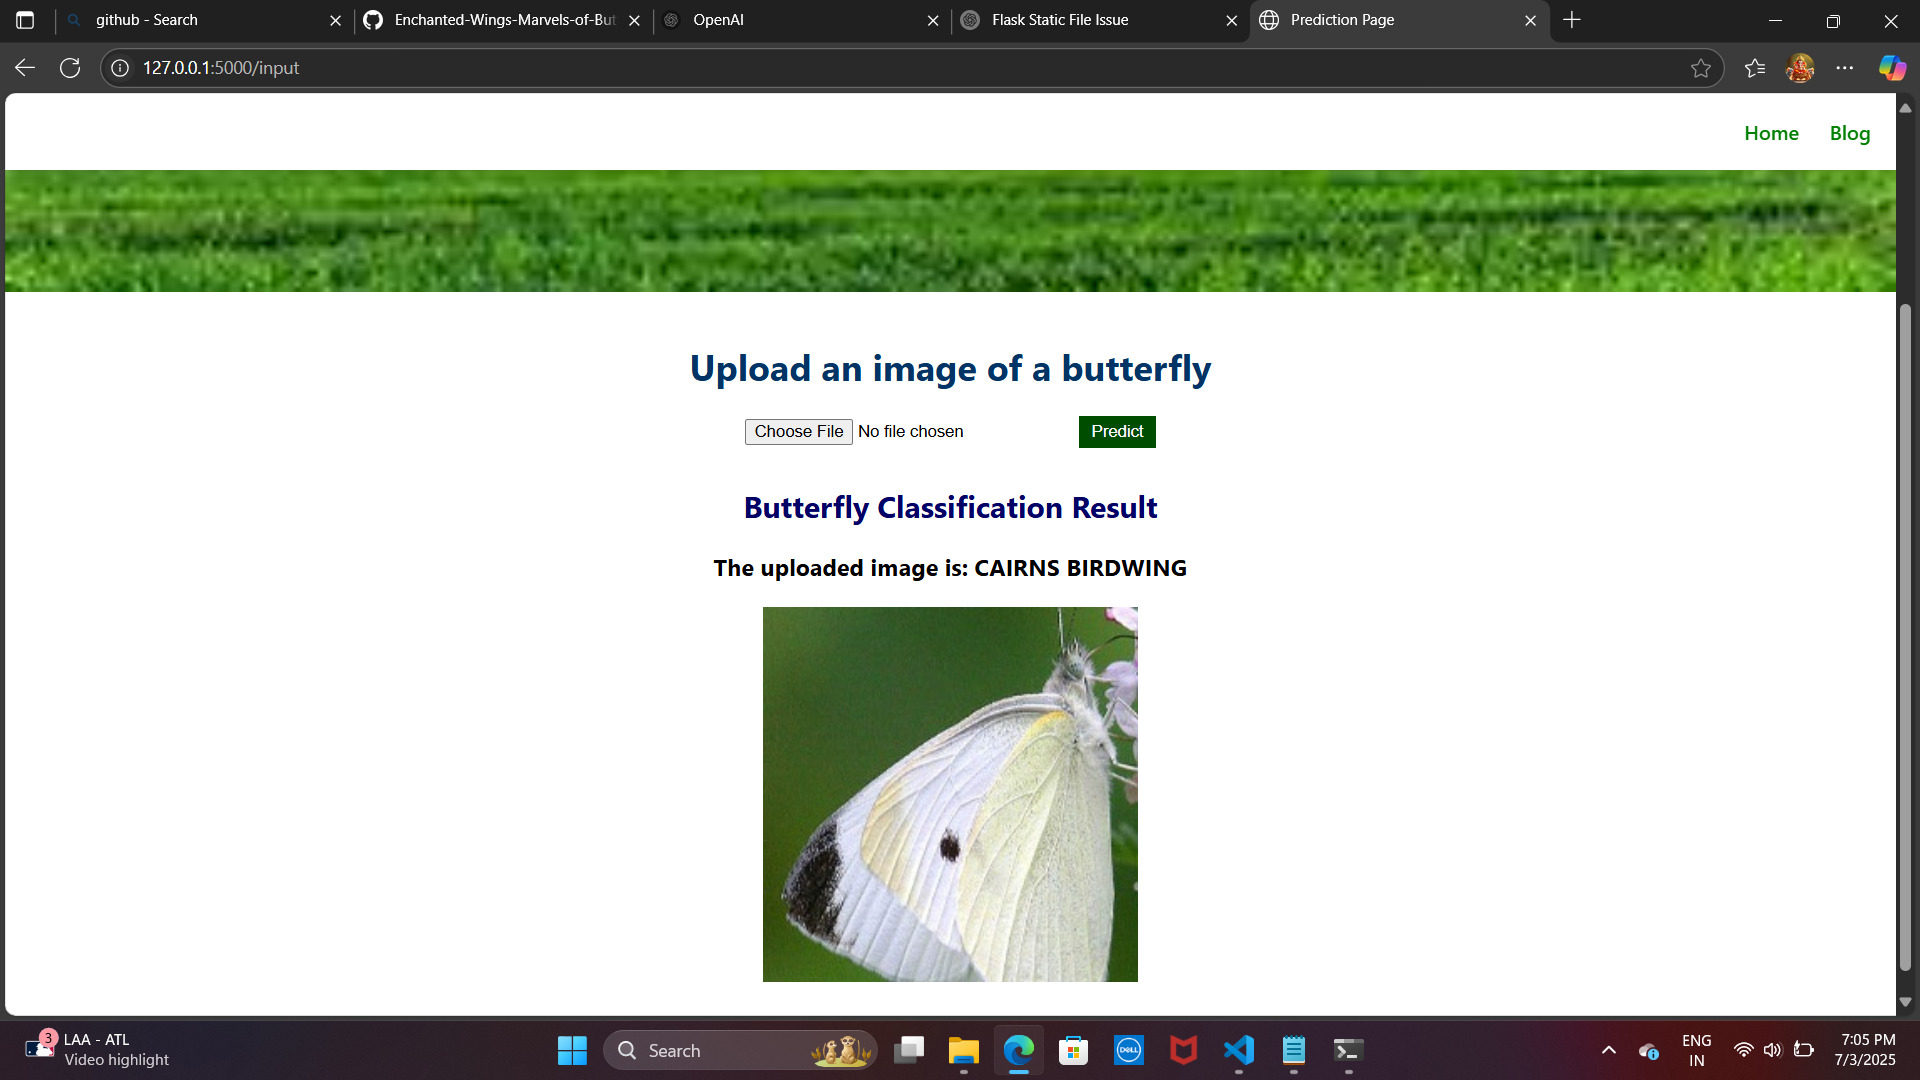 github - Search
Enchanted-Wings-Marvels-of-But
OpenAI
Flask Static File Issue
Prediction Page
127.0.0.1:5000/input
Home Blog
Upload an image of a butterfly
Choose File No file chosen Predict
Butterfly Classification Result
The uploaded image is: CAIRNS BIRDWING
3
LAA - ATL
Video highlight
Search
DELL
ENG
IN
7:05 PM
7/3/2025